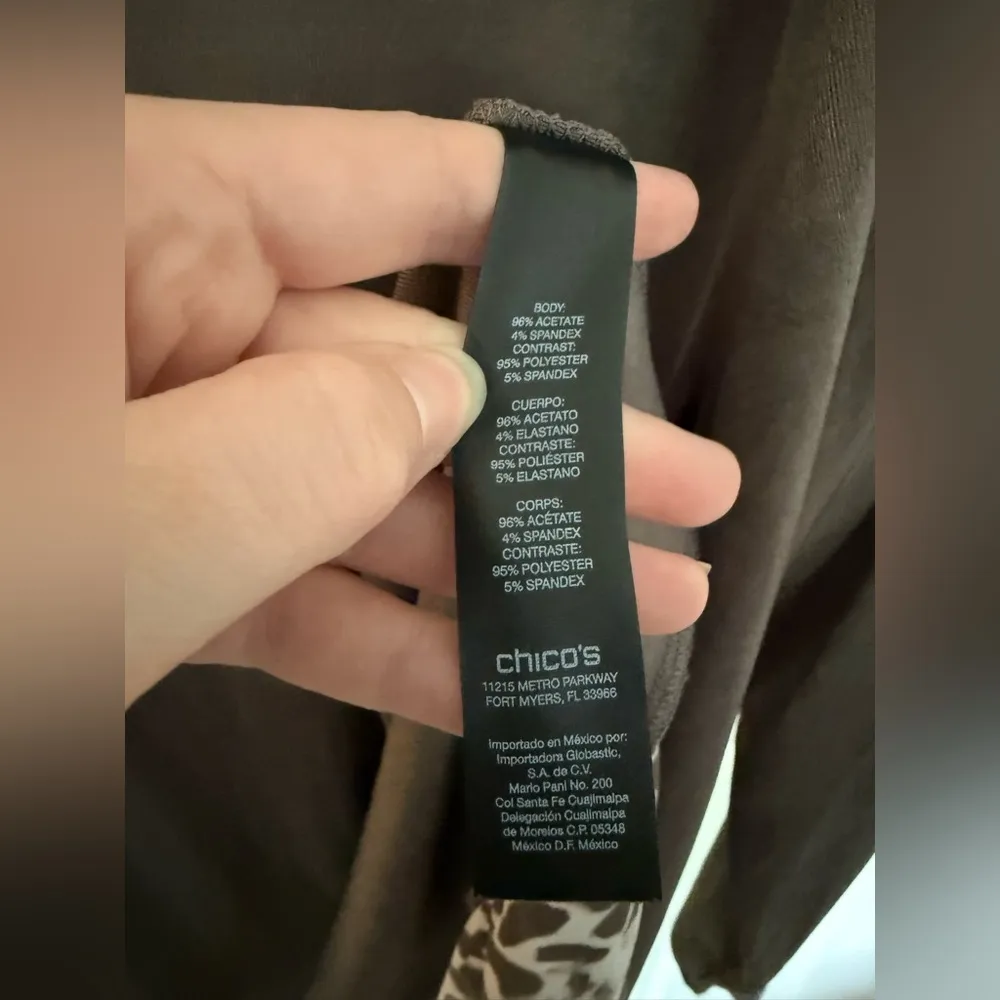 BODY:
96% ACETATE
4% SPANDEX
CONTRAST:
95% POLYESTER
5% SPANDEX
CUERPO:
96% ACETATO
4% ELASTANO
CONTRASTE:
95% POLIÉSTER
5% ELASTANO
CORPS:
96% ACÉTATE
4% SPANDEX
CONTRASTE:
95% POLYESTER
5% SPANDEX
chico's
11215 METRO PARKWAY
FORT MYERS, FL 33966
Importado en México por:
Importadora Globastic,
S.A. de C.V.
Mario Pani No. 200
Col Santa Fe Cuajimalpa
Delegación Cuajimalpa
de Morelos C.P. 05348
México D.F. México